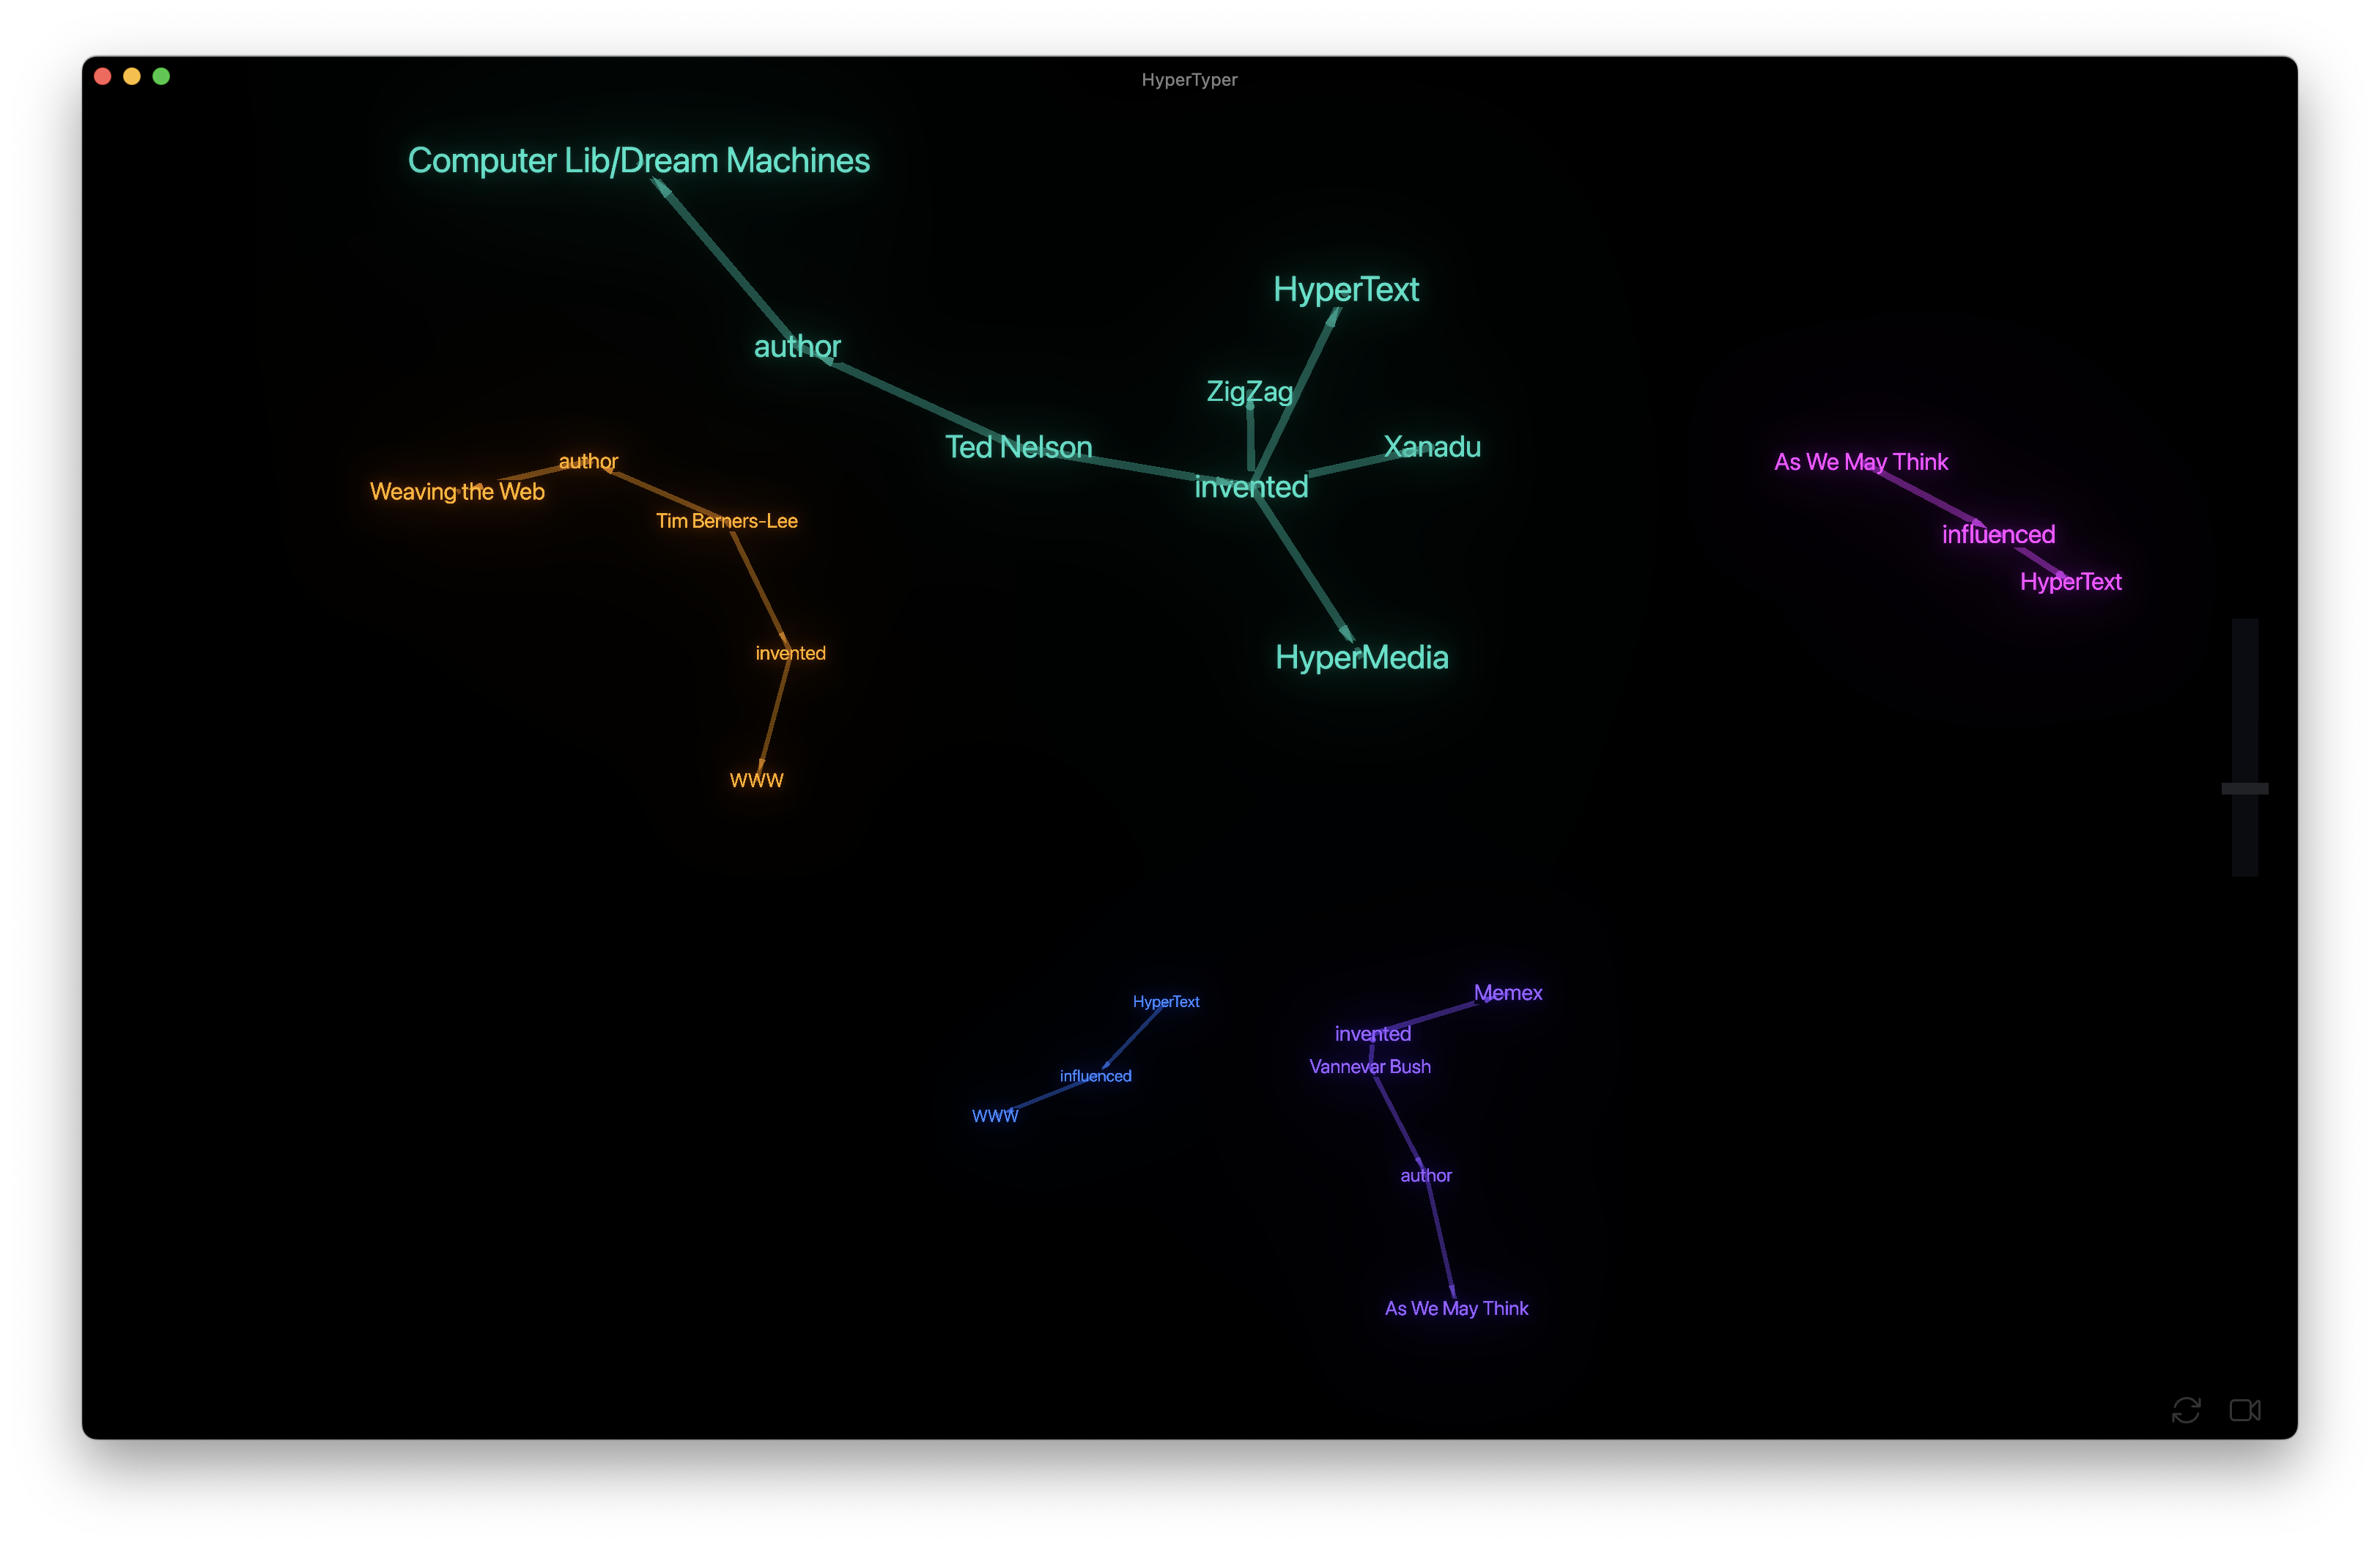 HyperTyper
Computer Lib/Dream Machines
HyperText
author
ZigZag
Ted Nelson
Xanadu
invented
HyperMedia
author
Weaving the Web
Tim Berners-Lee
invented
WWW
As We May Think
influenced
HyperText
HyperText
influenced
WWW
Memex
invented
Vannevar Bush
author
As We May Think